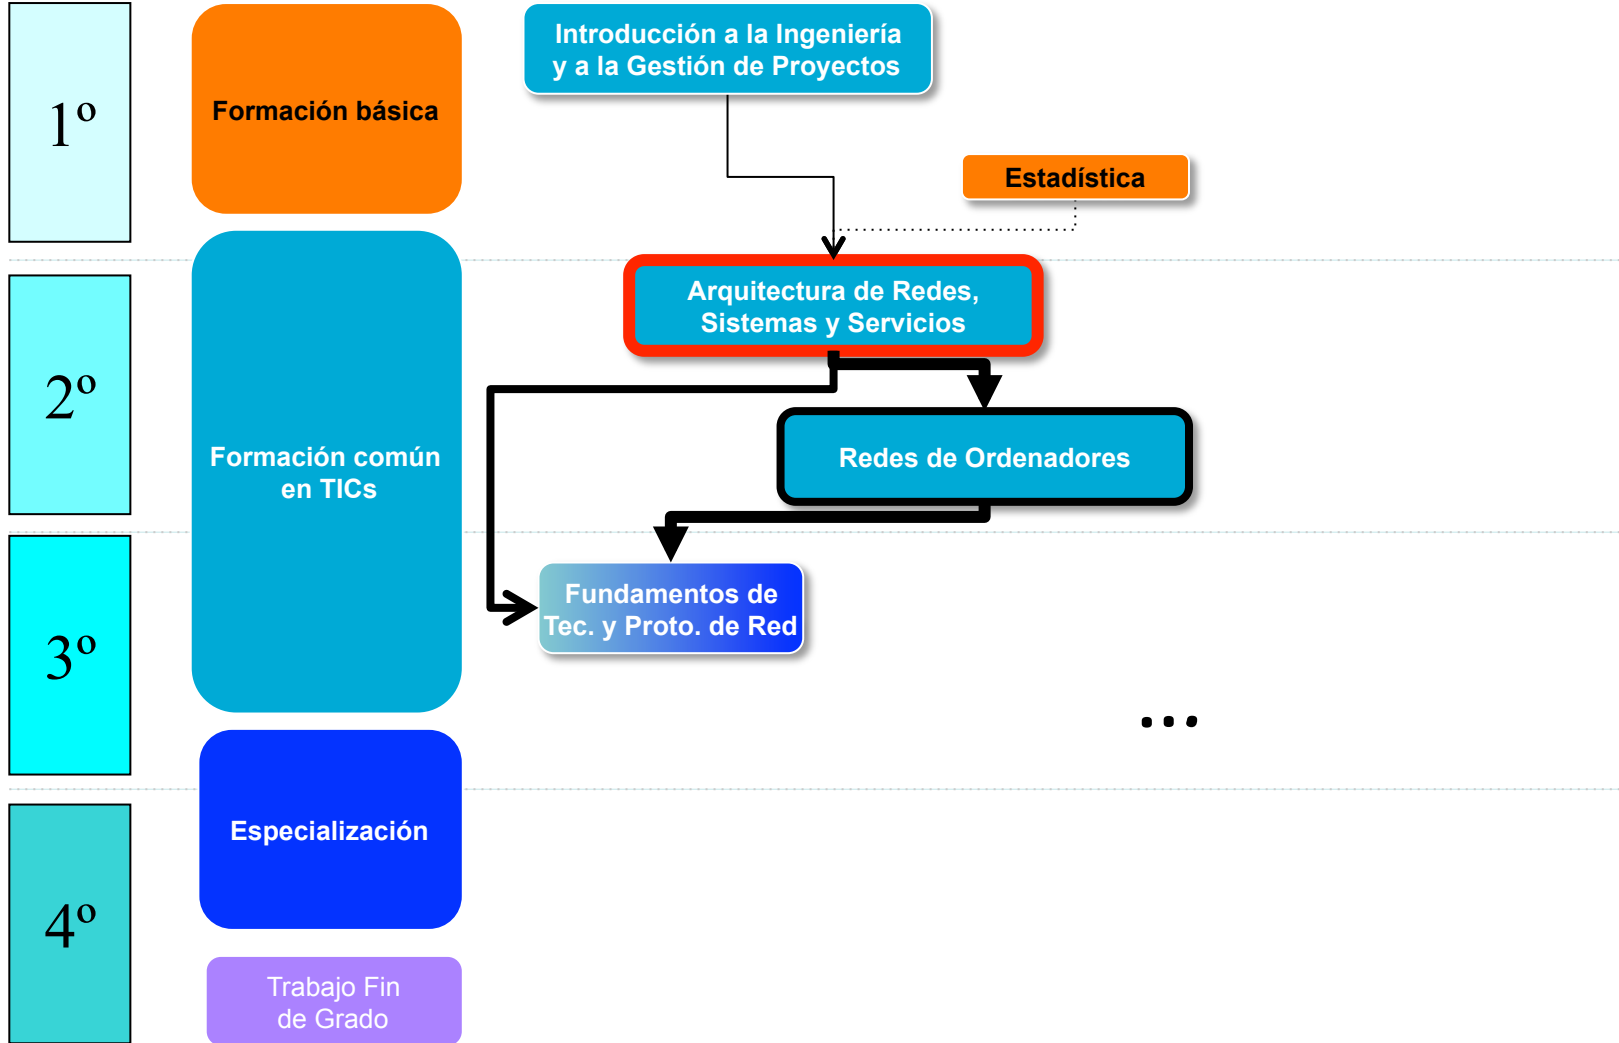 1º
Formación básica
Introducción a la Ingeniería
y a la Gestión de Proyectos
Estadística
2º
Formación común
en TICs
Arquitectura de Redes,
Sistemas y Servicios
Redes de Ordenadores
3º
Fundamentos de
Tec. y Proto. de Red
...
Especialización
4º
Trabajo Fin
de Grado